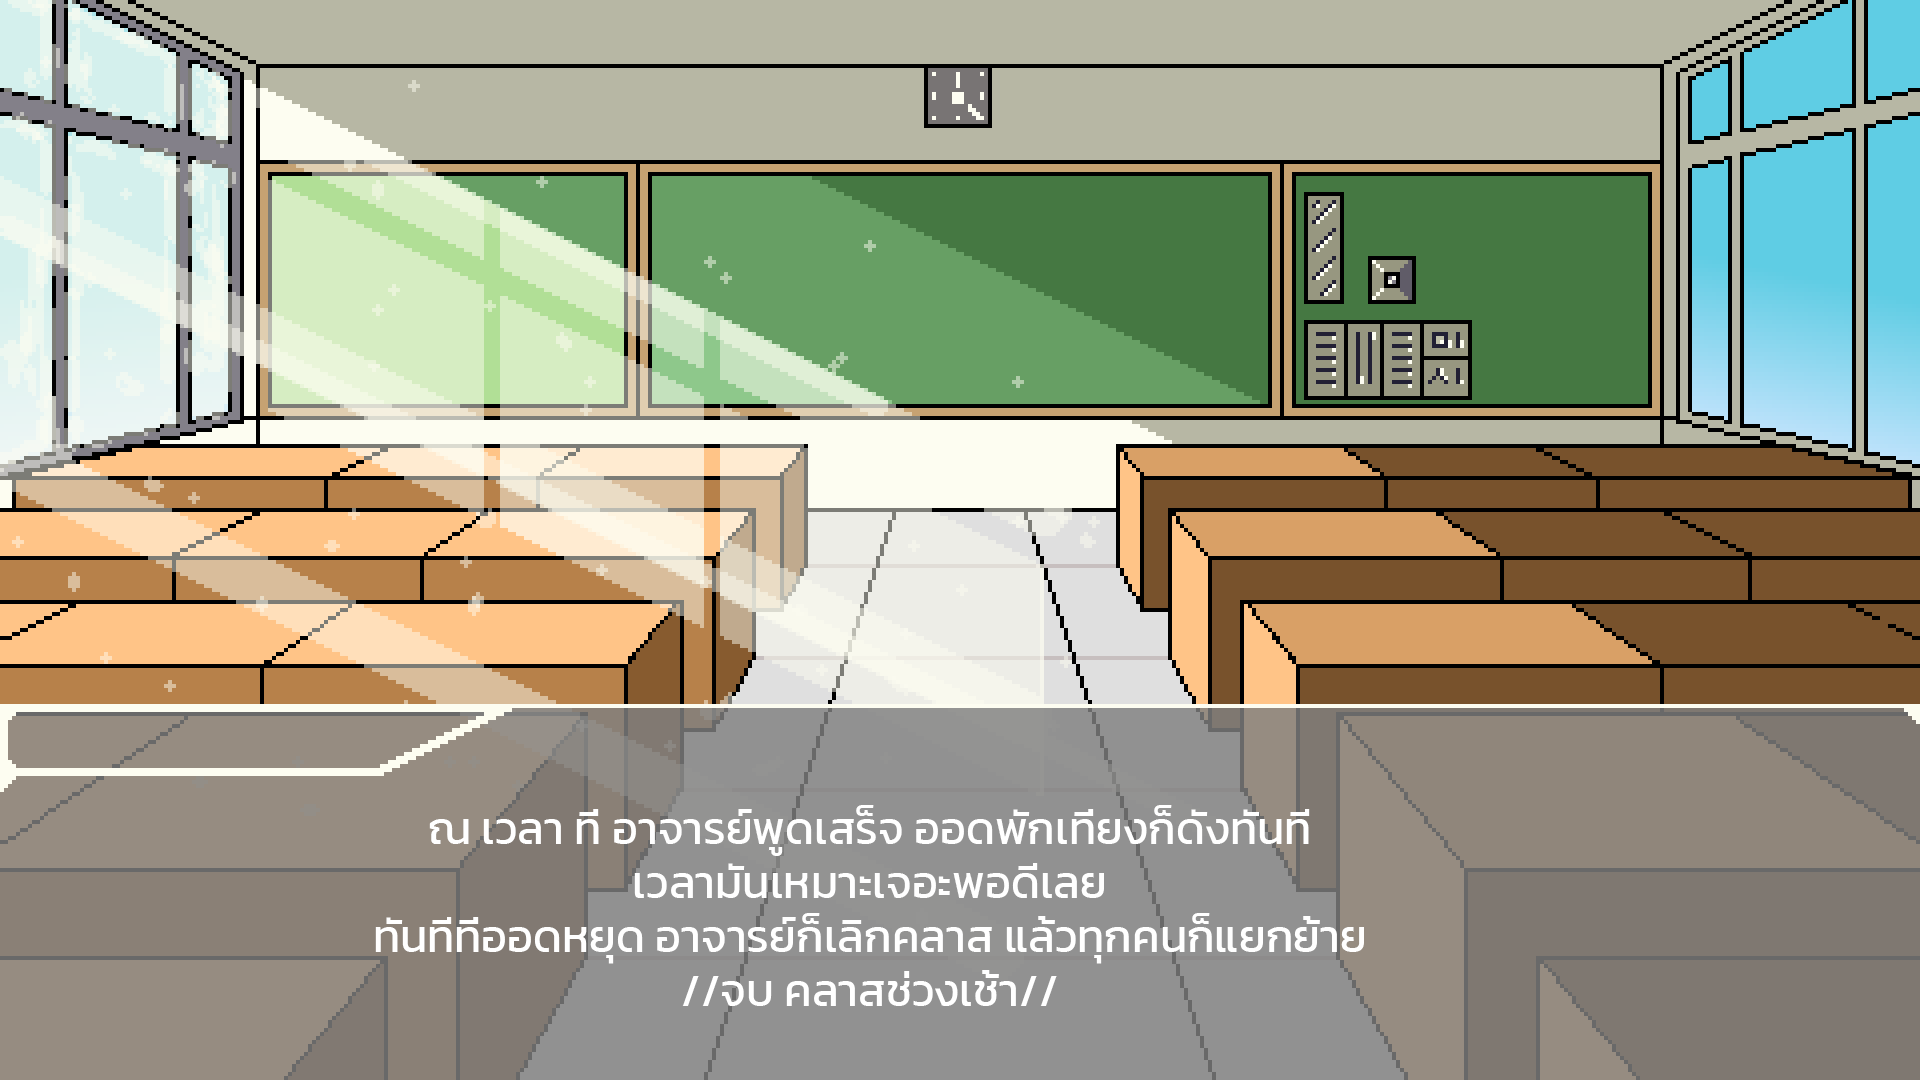 ณ เวลา ที่ อาจารย์พูดเสร็จ ออดพักเที่ยงก็ดังทันที
เวลามันเหมาะเจอะพอดีเลย
ทันทีที่ออดหยุด อาจารย์ก็เลิกคลาส แล้วทุกคนก็แยกย้าย
//จบ คลาสช่วงเช้า//